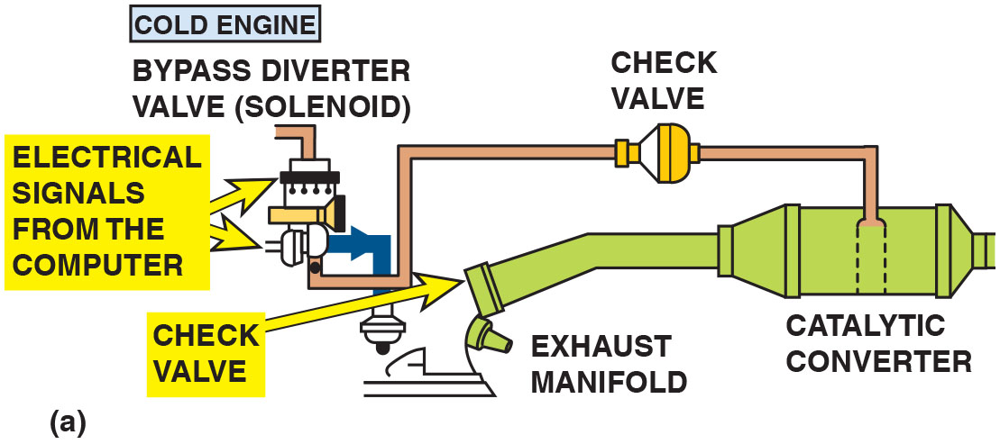 COLD ENGINE
BYPASS DIVERTER
VALVE (SOLENOID)
CHECK
VALVE
ELECTRICAL
SIGNALS
FROM THE
COMPUTER
CHECK
VALVE
EXHAUST
MANIFOLD
CATALYTIC
CONVERTER
(a)